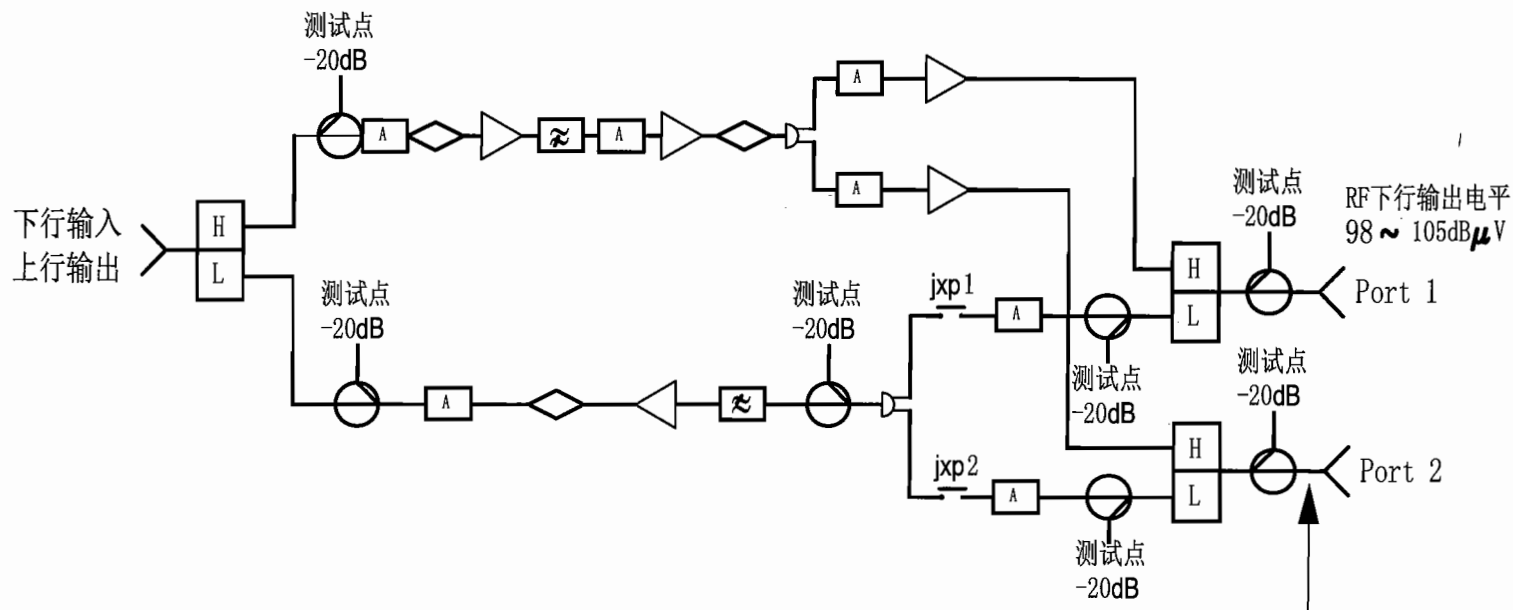 测试点
-20dB
A
A
A
A
下行输入
上行输出
H
L
测试点
-20dB
RF下行输出电平
98~ 105dBμV
测试点
-20dB
测试点
-20dB
jxp1
A
H
L
Port 1
A
测试点
-20dB
测试点
-20dB
jxp2
A
H
L
Port 2
测试点
-20dB